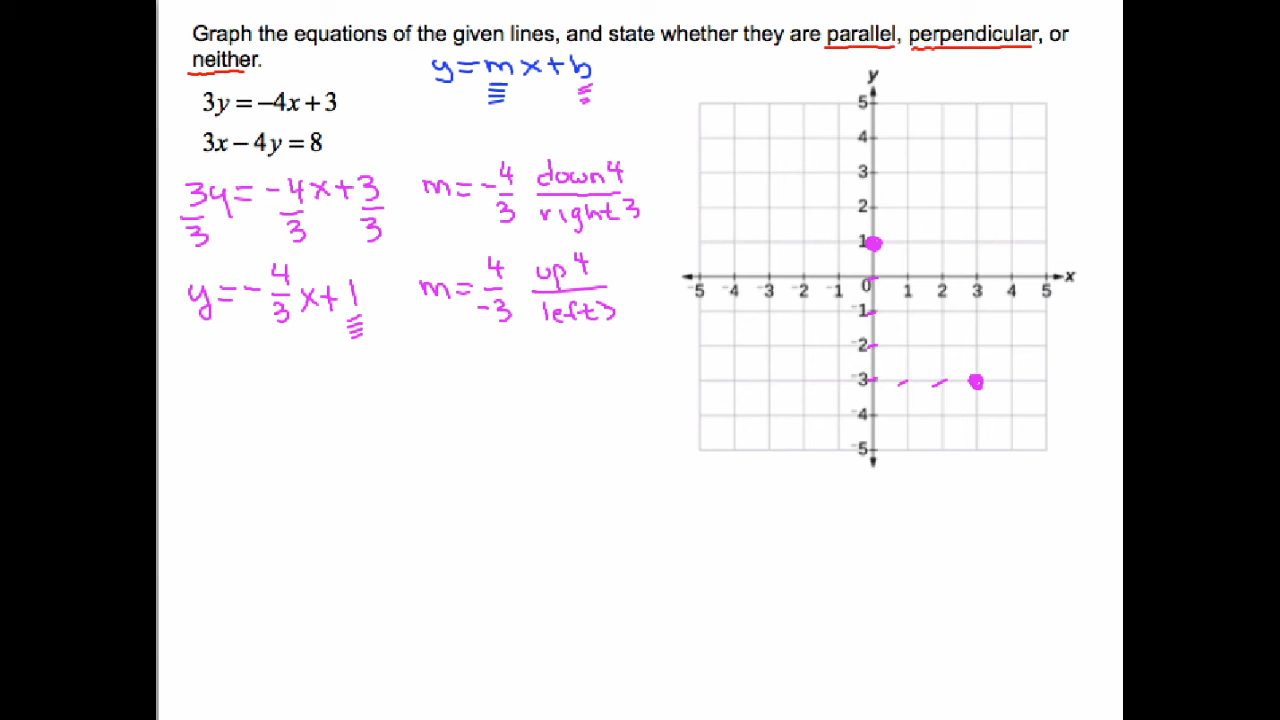 Graph the equations of the given lines, and state whether they are parallel, perpendicular, or
neither.
y=mx+b
3y = –4x + 3
3x – 4y = 8
3y = -4x + 3
3 3 3
y = -4/3 x + 1
m = -4/3 down 4
right 3
m = 4/-3 up 4
left 3
y
5
4
3
2
1
-5 -4 -3 -2 -1 0 1 2 3 4 5 x
-1
-2
-3
-4
-5